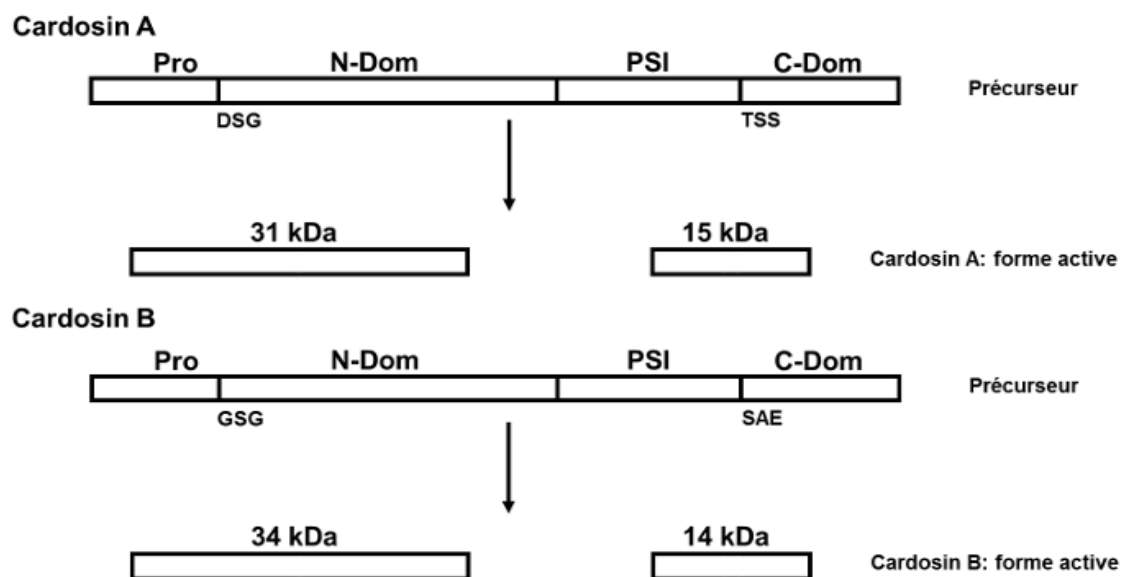 Cardosin A
Pro N-Dom PSI C-Dom
Précurseur
DSG TSS
31 kDa 15 kDa
Cardosin A: forme active
Cardosin B
Pro N-Dom PSI C-Dom
Précurseur
GSG SAE
34 kDa 14 kDa
Cardosin B: forme active